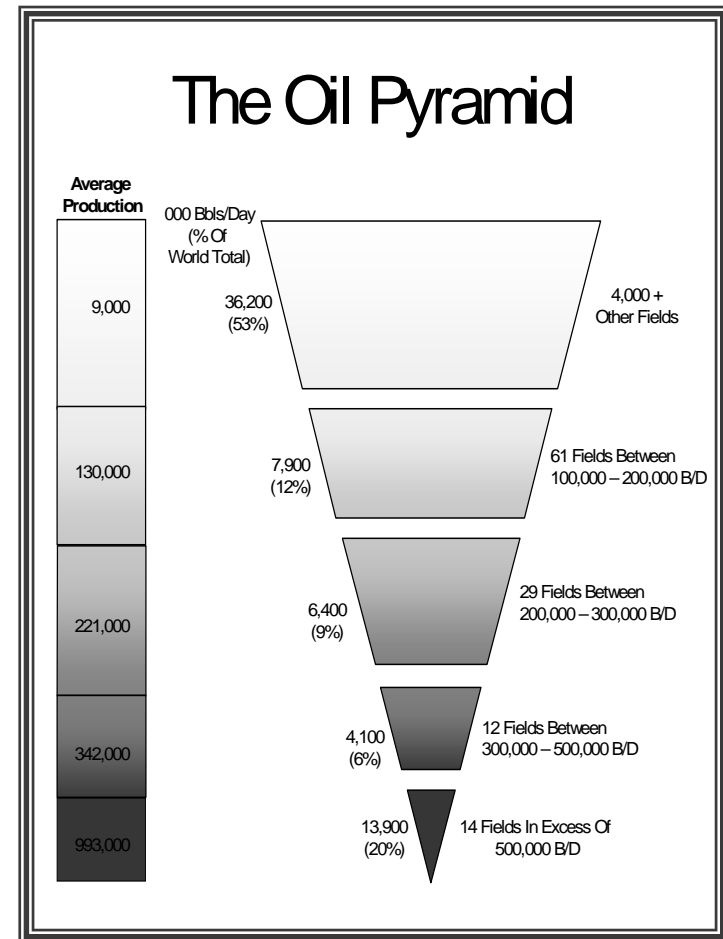 The Oil Pyramid
Average
Production
000 Bbls/Day
(% Of
World Total)
9,000
36,200
(53%)
4,000 +
Other Fields
130,000
7,900
(12%)
61 Fields Between
100,000 – 200,000 B/D
221,000
6,400
(9%)
29 Fields Between
200,000 – 300,000 B/D
342,000
4,100
(6%)
12 Fields Between
300,000 – 500,000 B/D
993,000
13,900
(20%)
14 Fields In Excess Of
500,000 B/D